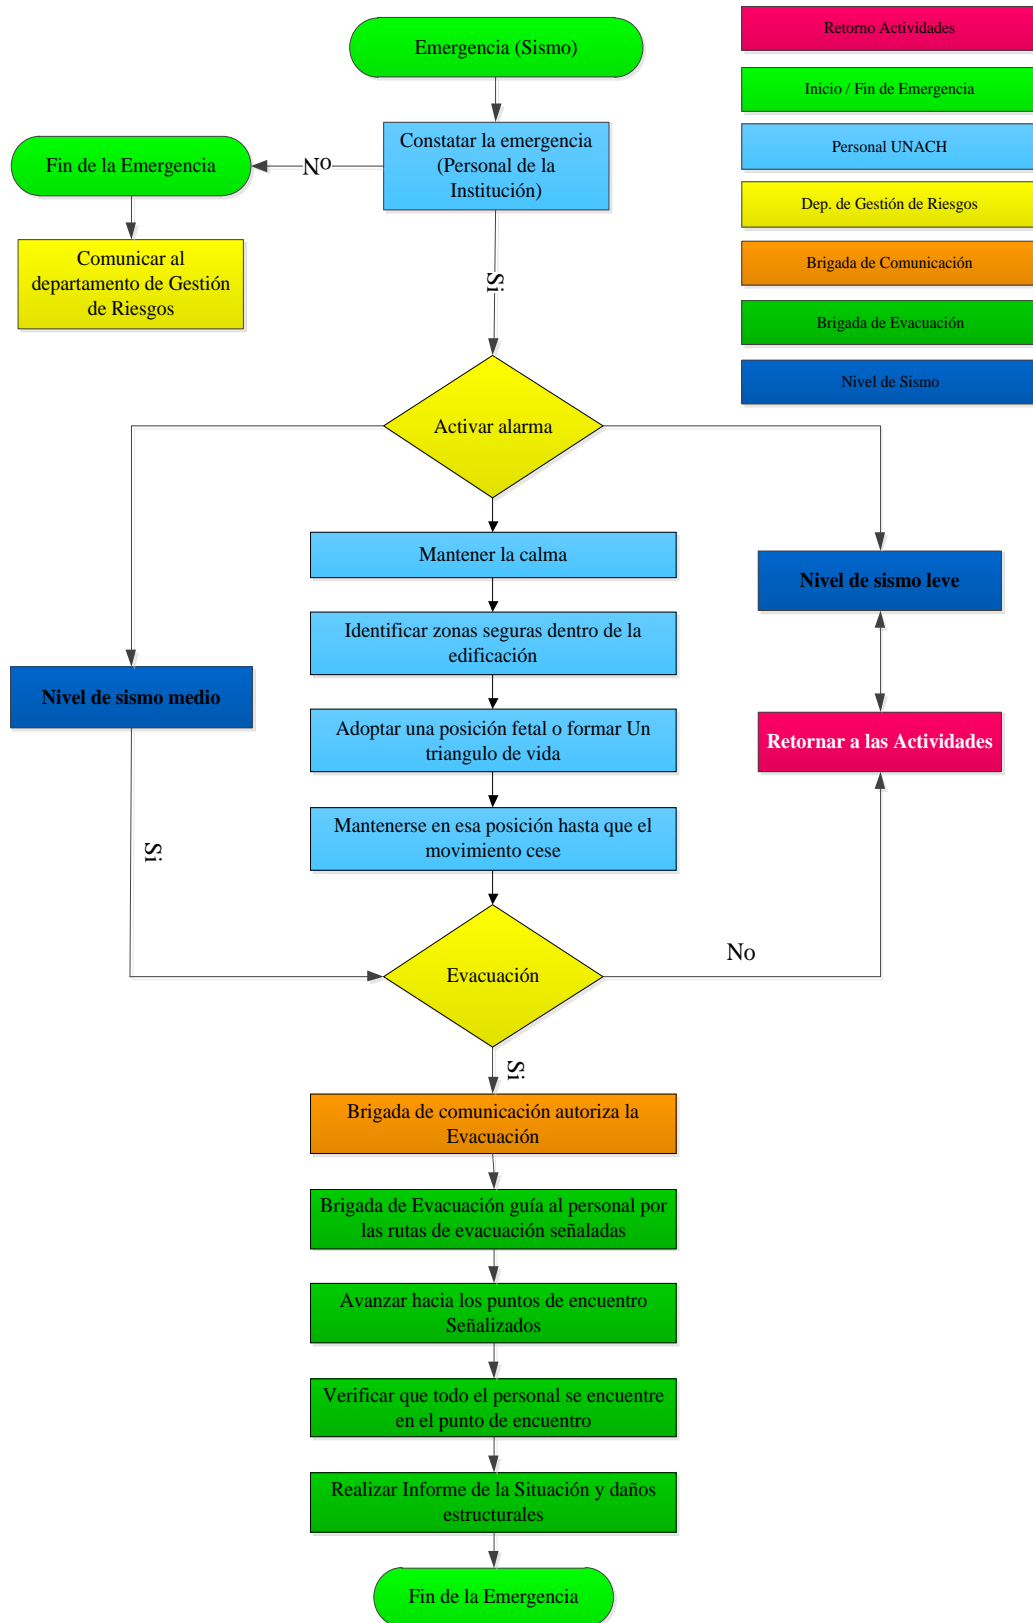 Emergencia (Sismo)
Constatar la emergencia
(Personal de la
Institución)
No
Fin de la Emergencia
Comunicar al
departamento de Gestión
de Riesgos
Si
Activar alarma
Mantener la calma
Identificar zonas seguras dentro de la
edificación
Adoptar una posición fetal o formar Un
triangulo de vida
Mantenerse en esa posición hasta que el
movimiento cese
Nivel de sismo medio
Si
Nivel de sismo leve
Retornar a las Actividades
Evacuación
No
Si
Brigada de comunicación autoriza la
Evacuación
Brigada de Evacuación guía al personal por
las rutas de evacuación señaladas
Avanzar hacia los puntos de encuentro
Señalizados
Verificar que todo el personal se encuentre
en el punto de encuentro
Realizar Informe de la Situación y daños
estructurales
Fin de la Emergencia
Retorno Actividades
Inicio / Fin de Emergencia
Personal UNACH
Dep. de Gestión de Riesgos
Brigada de Comunicación
Brigada de Evacuación
Nivel de Sismo